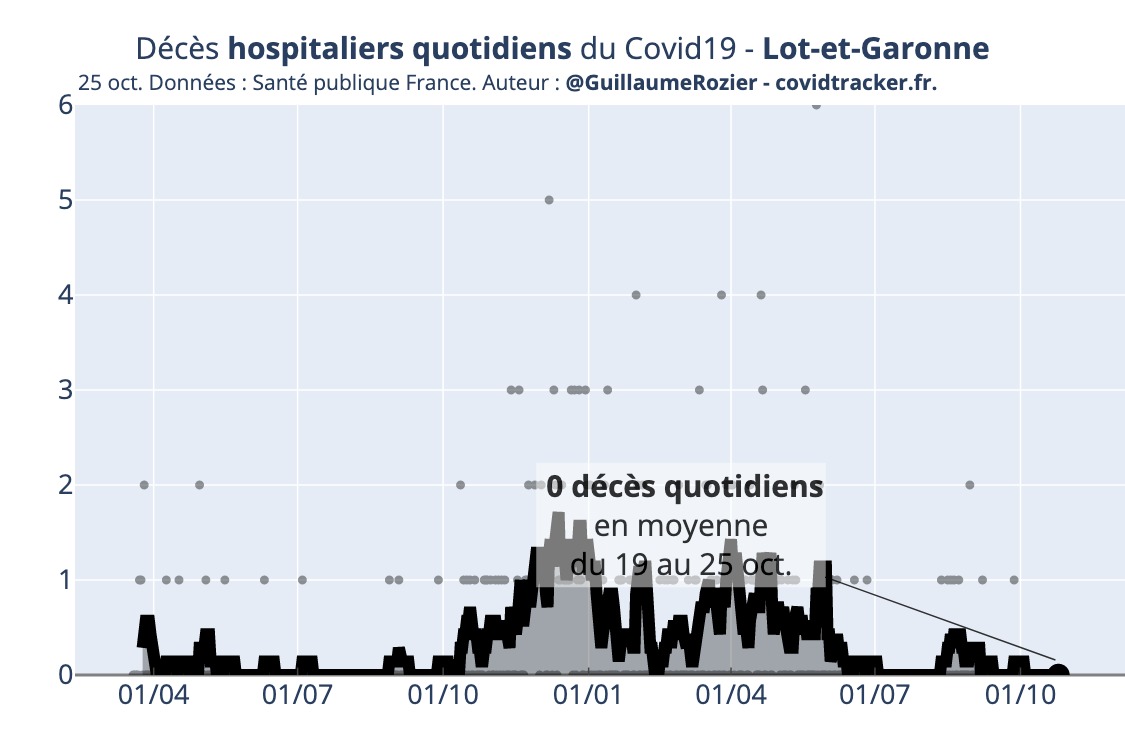 Décès hospitaliers quotidiens du Covid19 - Lot-et-Garonne
25 oct. Données : Santé publique France. Auteur : @GuillaumeRozier - covidtracker.fr.
6
5
4
3
2
0 décès quotidiens
en moyenne
du 19 au 25 oct.
1
0
01/04 01/07 01/10 01/01 01/04 01/07 01/10